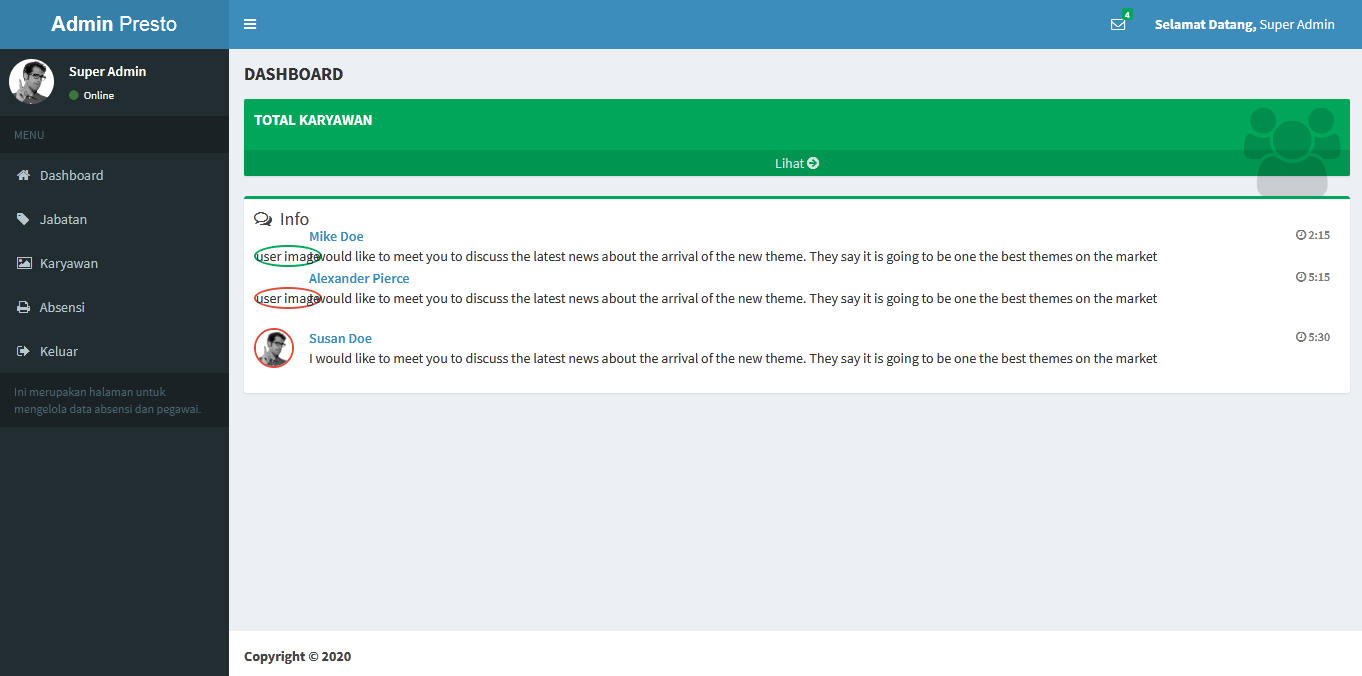 Admin Presto
4
Selamat Datang, Super Admin
Super Admin
Online
MENU
Dashboard
Jabatan
Karyawan
Absensi
Keluar
Ini merupakan halaman untuk
mengelola data absensi dan pegawai.
DASHBOARD
TOTAL KARYAWAN
Lihat
Info
Mike Doe
2:15
user image
I would like to meet you to discuss the latest news about the arrival of the new theme. They say it is going to be one the best themes on the market
Alexander Pierce
5:15
user image
I would like to meet you to discuss the latest news about the arrival of the new theme. They say it is going to be one the best themes on the market
Susan Doe
5:30
I would like to meet you to discuss the latest news about the arrival of the new theme. They say it is going to be one the best themes on the market
Copyright © 2020